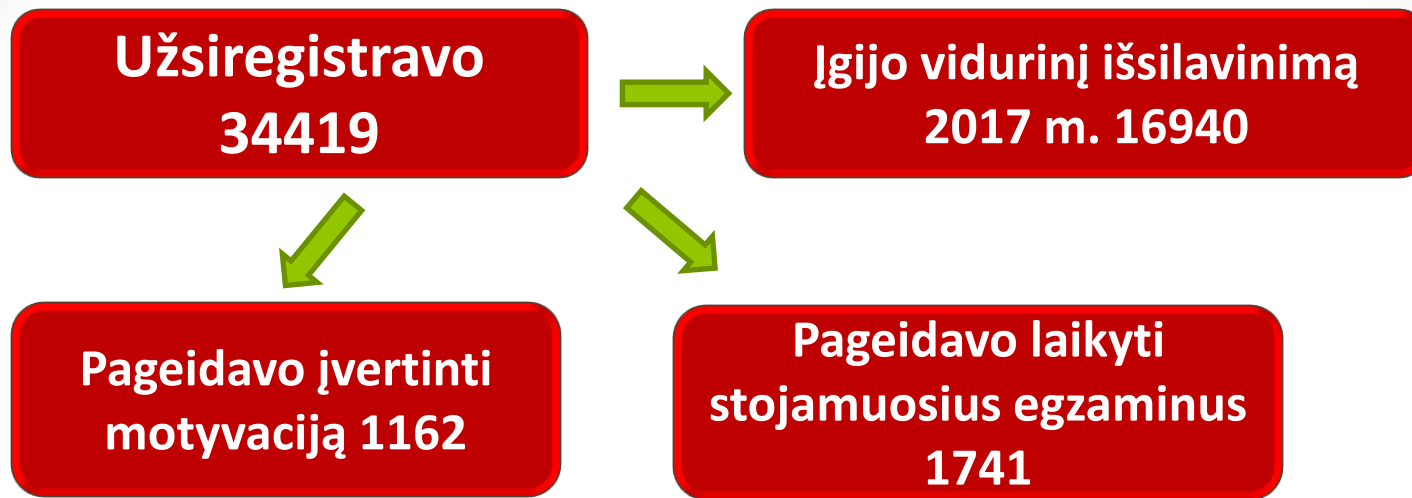 Užsiregistravo
34419
Įgijo vidurinį išsilavinimą
2017 m. 16940
Pageidavo įvertinti
motyvaciją 1162
Pageidavo laikyti
stojamuosius egzaminus
1741